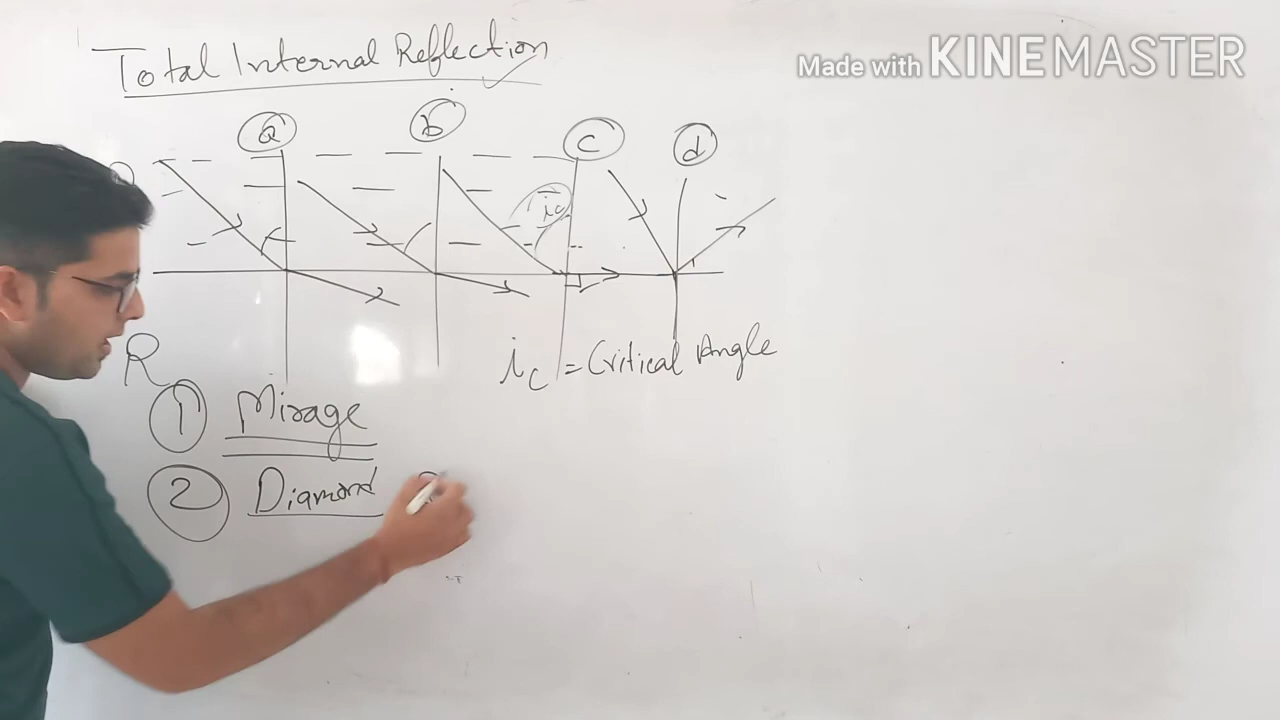 Made with KINEMASTER
Total Internal Reflection
a b c d
ic
R
ic = Critical Angle
1 Mirage
2 Diamond